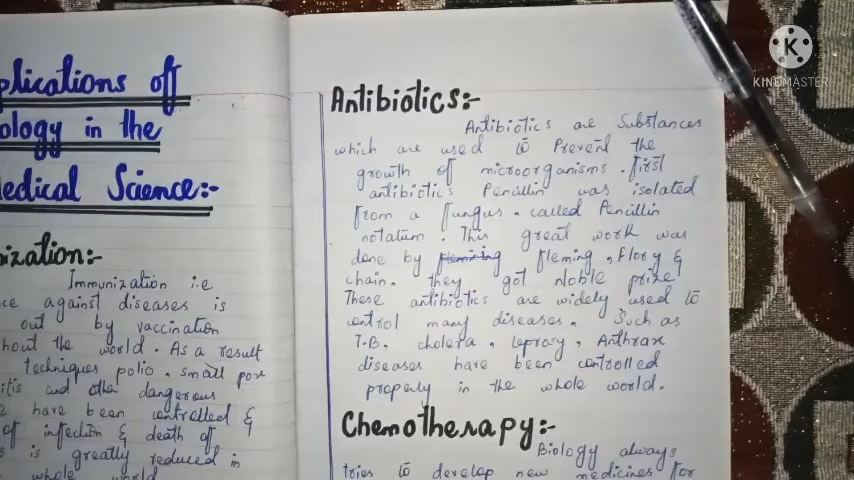 plications of
ology in the
Medical Science:-
ization:-
Immunization i.e
ce against diseases is
out by vaccination
hout the world. As a result
techniques polio, small pox
itis and otha dangerous
e have been controlled &
of infection & death of
s is greatly reduced in
whole world
Antibiotics:-
Antibiotics are Substances
which are used to Prevent the
growth of microorganisms. first
antibiotics Pencillin was isolated
from a fungus. called Pencillin
notatum. This great work was
done by fleming, Flory &
chain. they got noble prize
These antibiotics are widely used to
control many diseases. Such as
T.B. cholera, leprosy, Anthrax
diseases have been controlled
properly in the whole world.
Chemotherapy:-
Biology always
tries to develop new medicines for
K
KINEMASTER